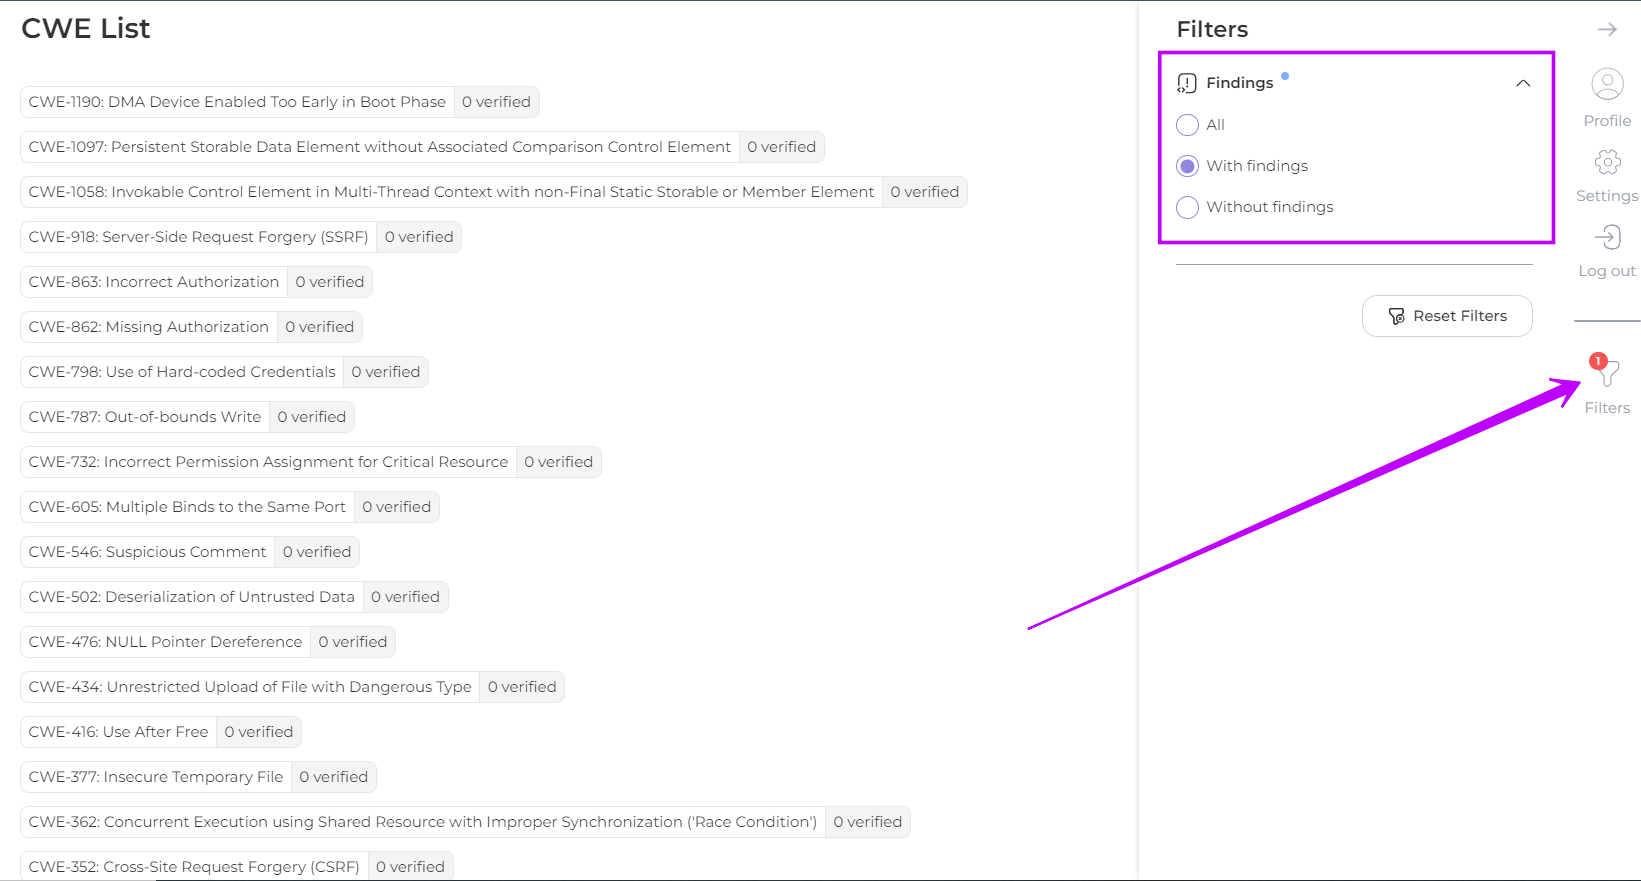 CWE List
CWE-1190: DMA Device Enabled Too Early in Boot Phase 0 verified
CWE-1097: Persistent Storable Data Element without Associated Comparison Control Element 0 verified
CWE-1058: Invokable Control Element in Multi-Thread Context with non-Final Static Storable or Member Element 0 verified
CWE-918: Server-Side Request Forgery (SSRF) 0 verified
CWE-863: Incorrect Authorization 0 verified
CWE-862: Missing Authorization 0 verified
CWE-798: Use of Hard-coded Credentials 0 verified
CWE-787: Out-of-bounds Write 0 verified
CWE-732: Incorrect Permission Assignment for Critical Resource 0 verified
CWE-605: Multiple Binds to the Same Port 0 verified
CWE-546: Suspicious Comment 0 verified
CWE-502: Deserialization of Untrusted Data 0 verified
CWE-476: NULL Pointer Dereference 0 verified
CWE-434: Unrestricted Upload of File with Dangerous Type 0 verified
CWE-416: Use After Free 0 verified
CWE-377: Insecure Temporary File 0 verified
CWE-362: Concurrent Execution using Shared Resource with Improper Synchronization ('Race Condition') 0 verified
CWE-352: Cross-Site Request Forgery (CSRF) 0 verified
Filters
Findings
All
With findings
Without findings
Reset Filters
Profile
Settings
Log out
1
Filters